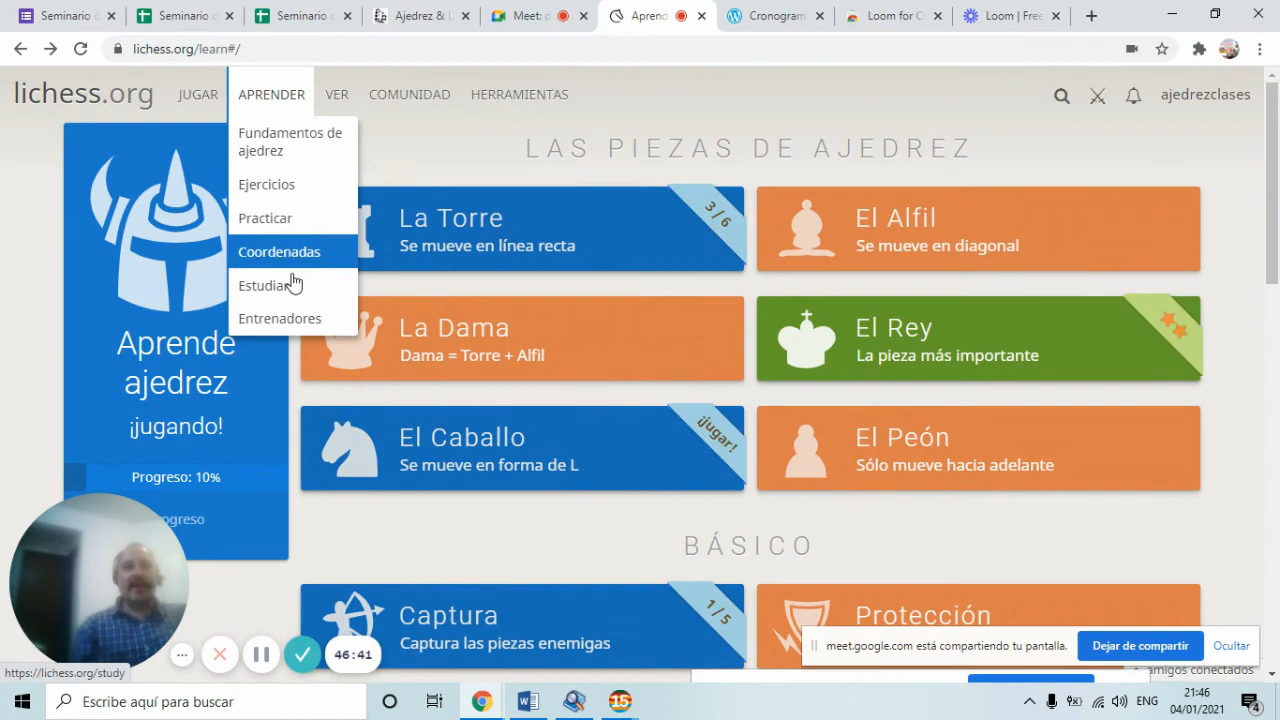 Seminario d
Seminario d
Seminario d
Ajedrez & L
Meet: d
Apren
Cronogram
Loom for C
Loom | Free
lichess.org/learn#/
lichess.org
JUGAR
APRENDER
VER
COMUNIDAD
HERRAMIENTAS
ajedrezclases
Fundamentos de
ajedrez
Ejercicios
Practicar
Coordenadas
Estudiar
Entrenadores
LAS PIEZAS DE AJEDREZ
La Torre
Se mueve en línea recta
3/6
El Alfil
Se mueve en diagonal
La Dama
Dama = Torre + Alfil
El Rey
La pieza más importante
El Caballo
Se mueve en forma de L
¡jugar!
El Peón
Sólo mueve hacia adelante
Aprende
ajedrez
¡jugando!
Progreso: 10%
BÁSICO
Captura
Captura las piezas enemigas
1/5
Protección
46:41
meet.google.com está compartiendo tu pantalla.
Dejar de compartir
Ocultar
amigos conectados
https://lichess.org/study
Escribe aquí para buscar
15
ENG
21:46
04/01/2021
4